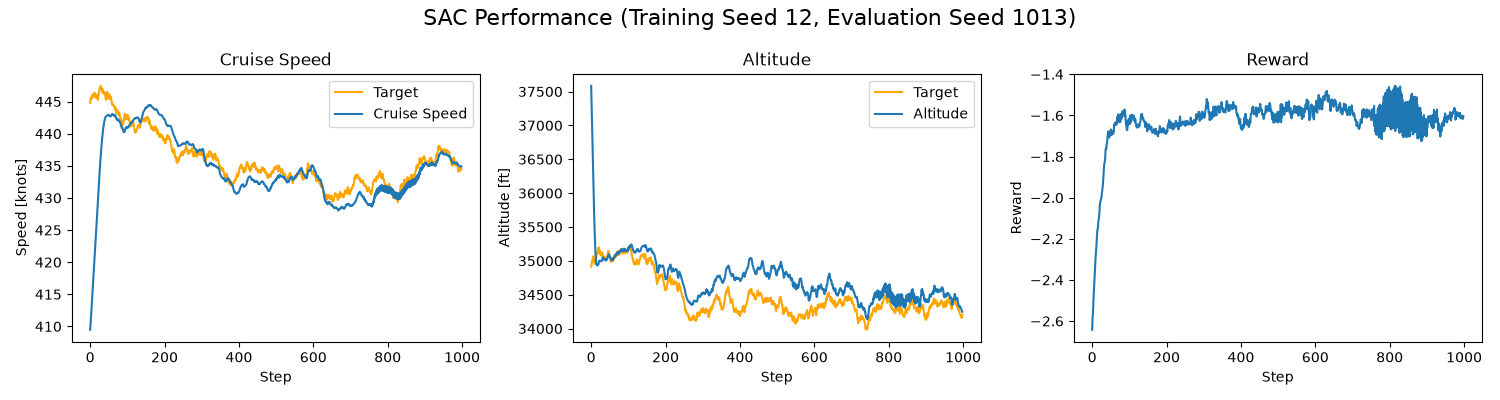 SAC Performance (Training Seed 12, Evaluation Seed 1013)
Cruise Speed
Speed [knots]
445
440
435
430
425
420
415
410
Target
Cruise Speed
0
200
400
600
800
1000
Step
Altitude
Altitude [ft]
37500
37000
36500
36000
35500
35000
34500
34000
Target
Altitude
0
200
400
600
800
1000
Step
Reward
Reward
−1.4
−1.6
−1.8
−2.0
−2.2
−2.4
−2.6
0
200
400
600
800
1000
Step